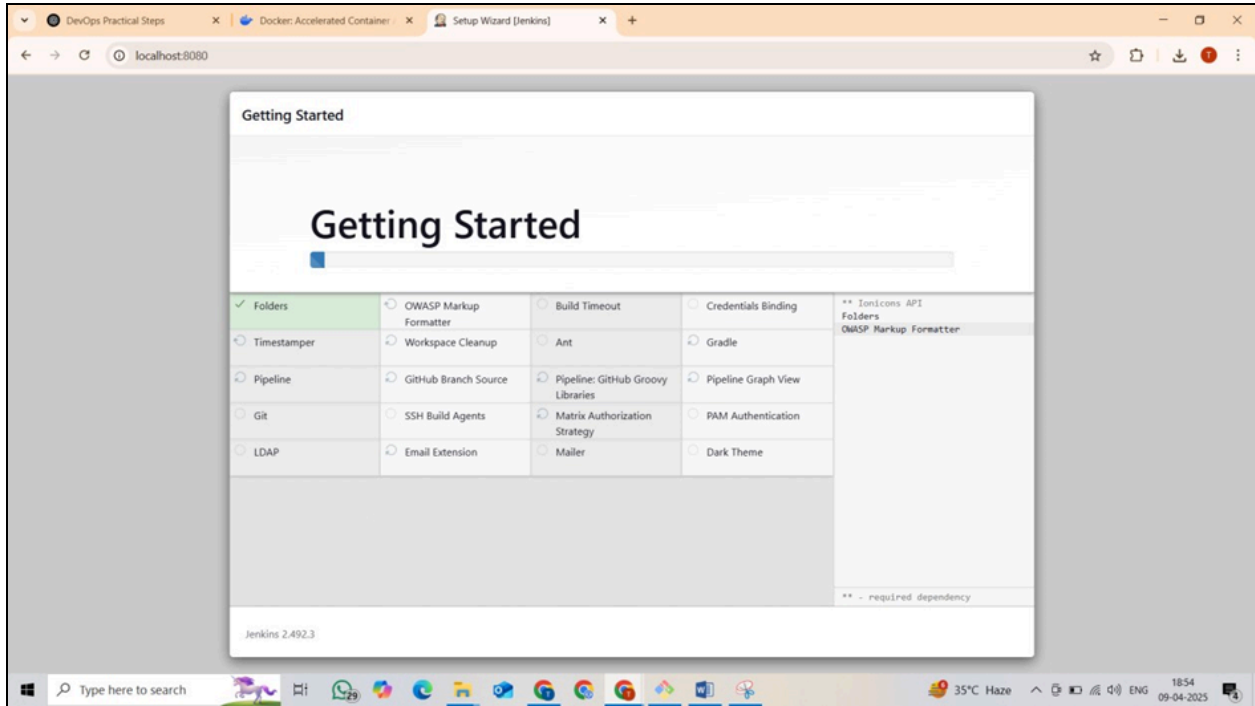 DevOps Practical Steps
Docker: Accelerated Container
Setup Wizard [Jenkins]
localhost:8080
T
Getting Started
Getting Started
Folders
OWASP Markup
Formatter
Build Timeout
Credentials Binding
Timestamper
Workspace Cleanup
Ant
Gradle
Pipeline
GitHub Branch Source
Pipeline: GitHub Groovy
Libraries
Pipeline Graph View
Git
SSH Build Agents
Matrix Authorization
Strategy
PAM Authentication
LDAP
Email Extension
Mailer
Dark Theme
** Ionicons API
Folders
OWASP Markup Formatter
** - required dependency
Jenkins 2.492.3
Type here to search
29
35°C Haze
ENG
18:54
09-04-2025
4